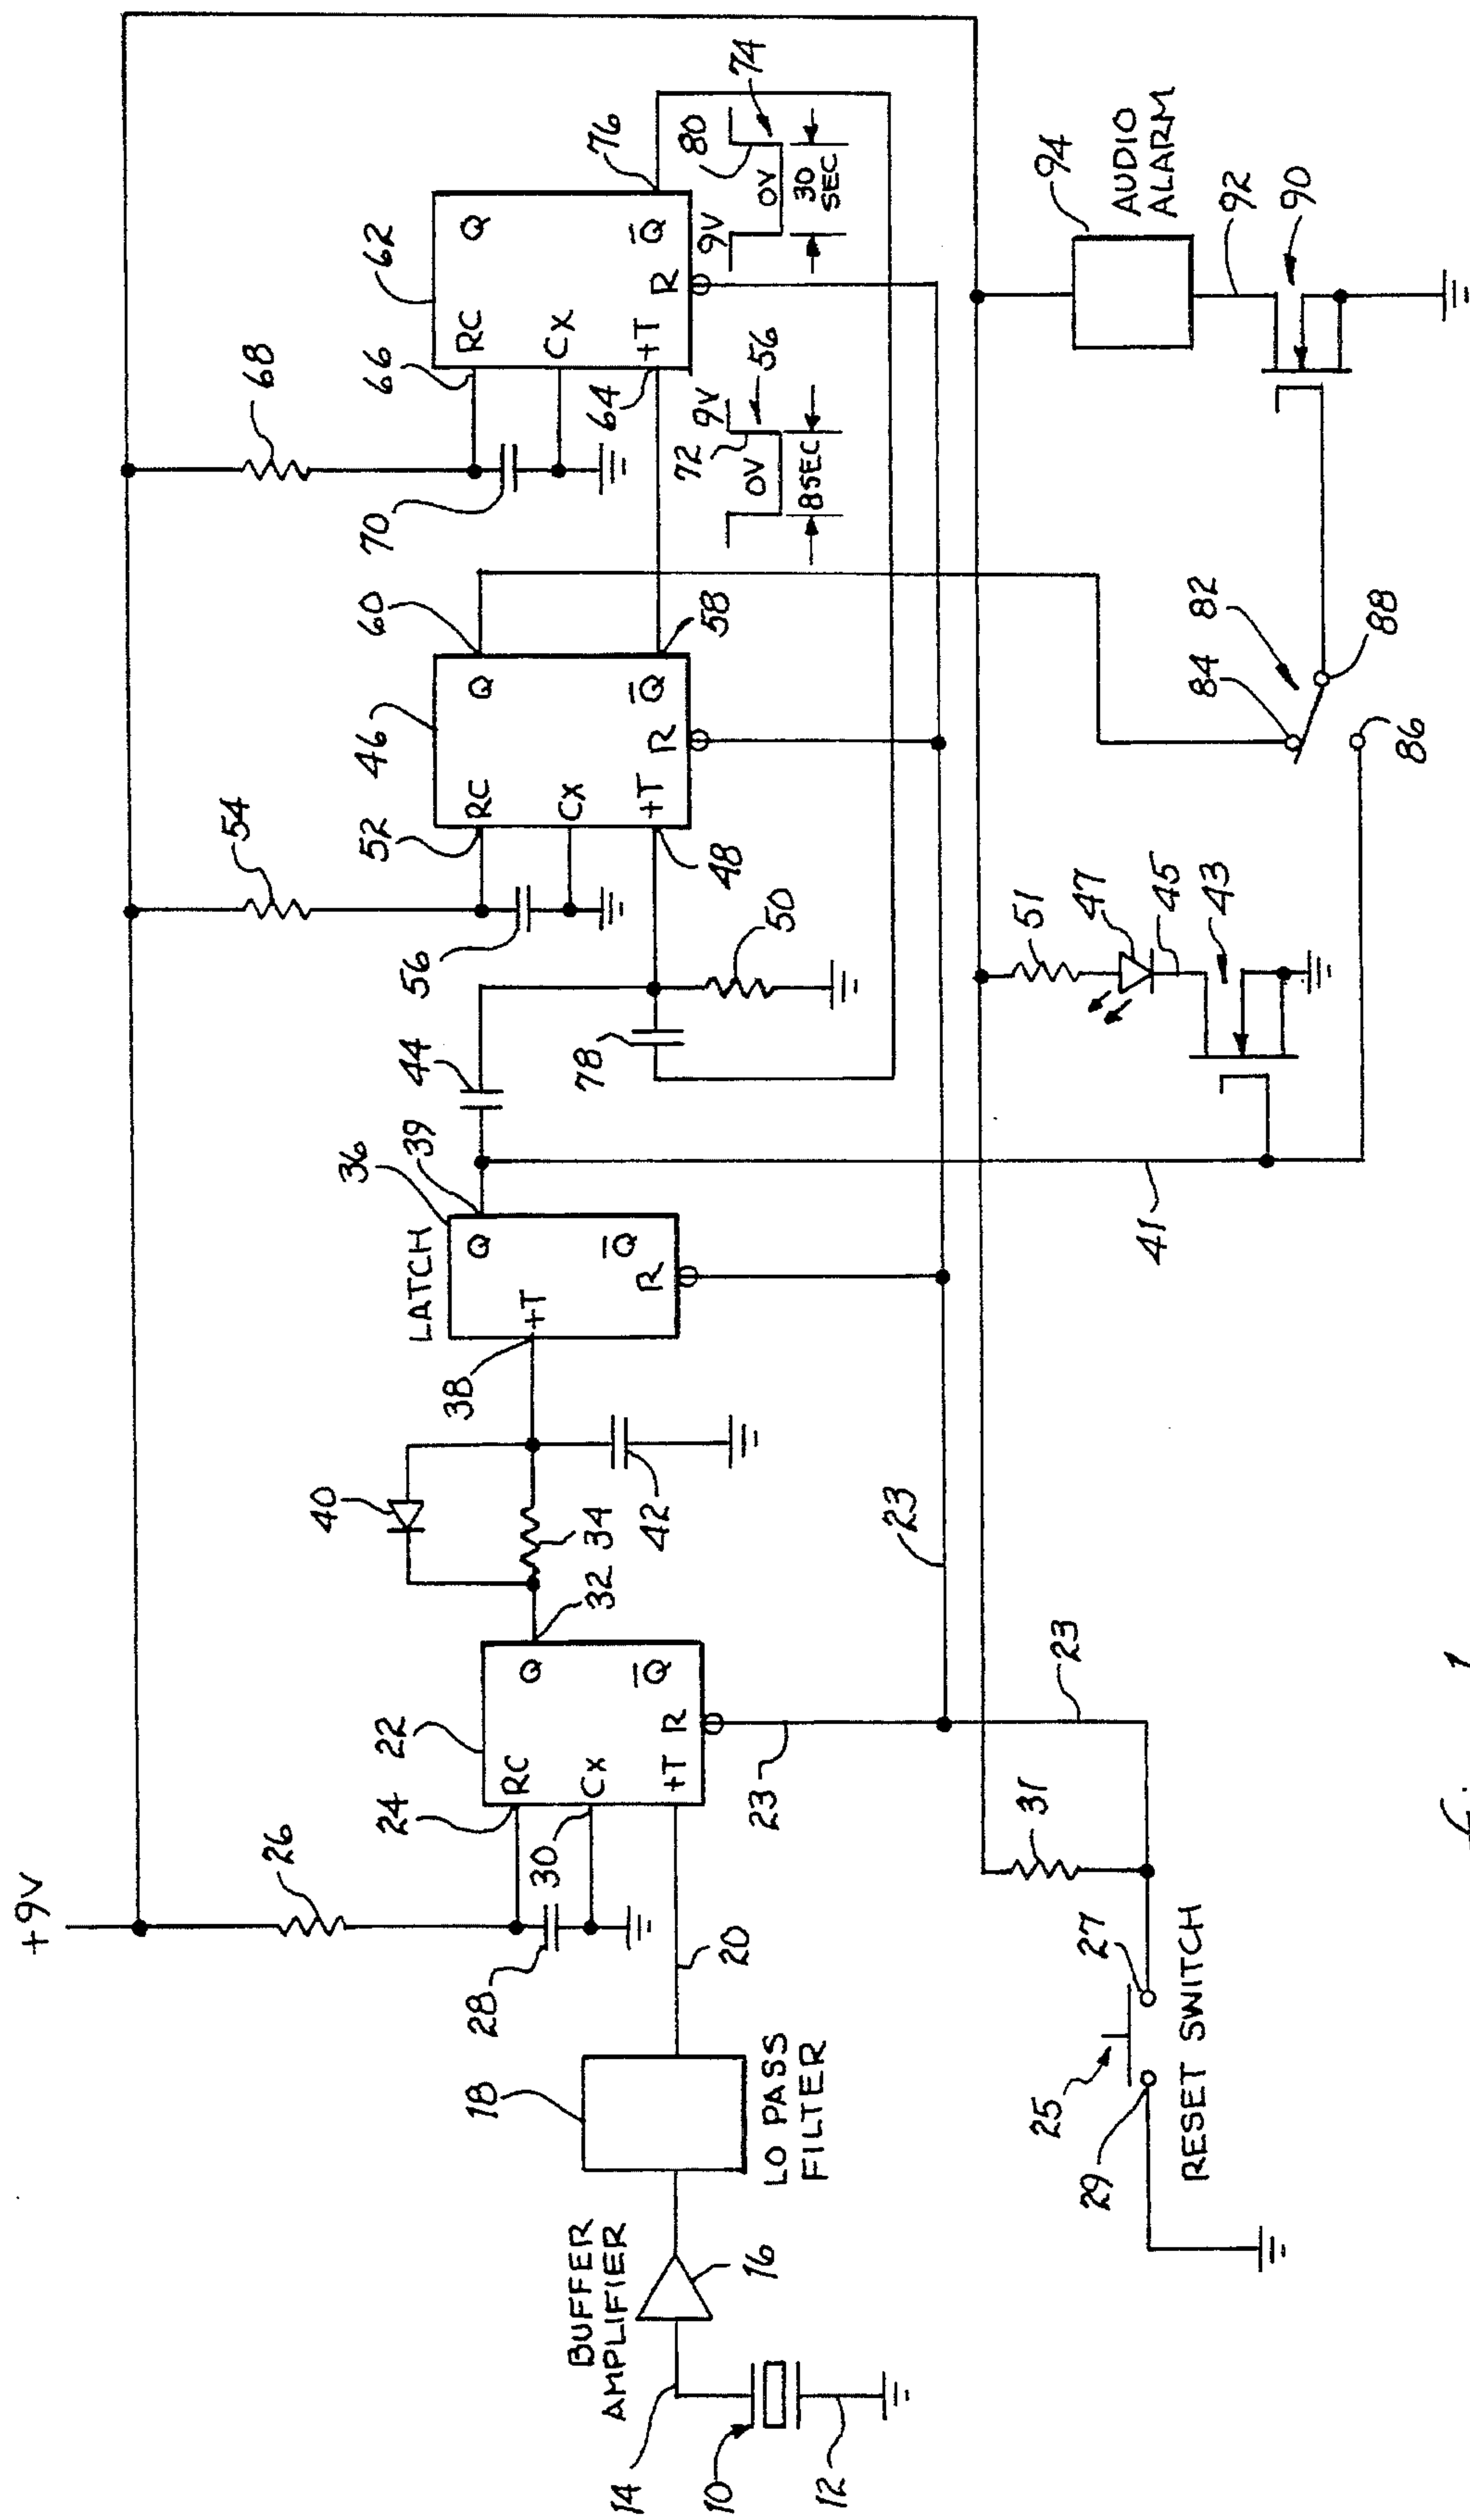 +9V
26
24
22
RC
Q
28
30
CX
Q̅
+T
R
20
18
LO PASS
FILTER
BUFFER
AMPLIFIER
16
14
10
12
23
32
34
40
42
38
LATCH
36
39
+T
Q
Q̅
R
44
78
50
54
56
52
46
60
RC
Q
CX
Q̅
+T
R
48
58
68
70
66
62
RC
Q
CX
Q̅
+T
R
64
76
72
9V
56
0V
8 SEC
9V
80
74
0V
30
SEC
23
23
31
25
27
29
RESET SWITCH
41
51
47
45
43
82
84
86
88
94
AUDIO
ALARM
92
90
1